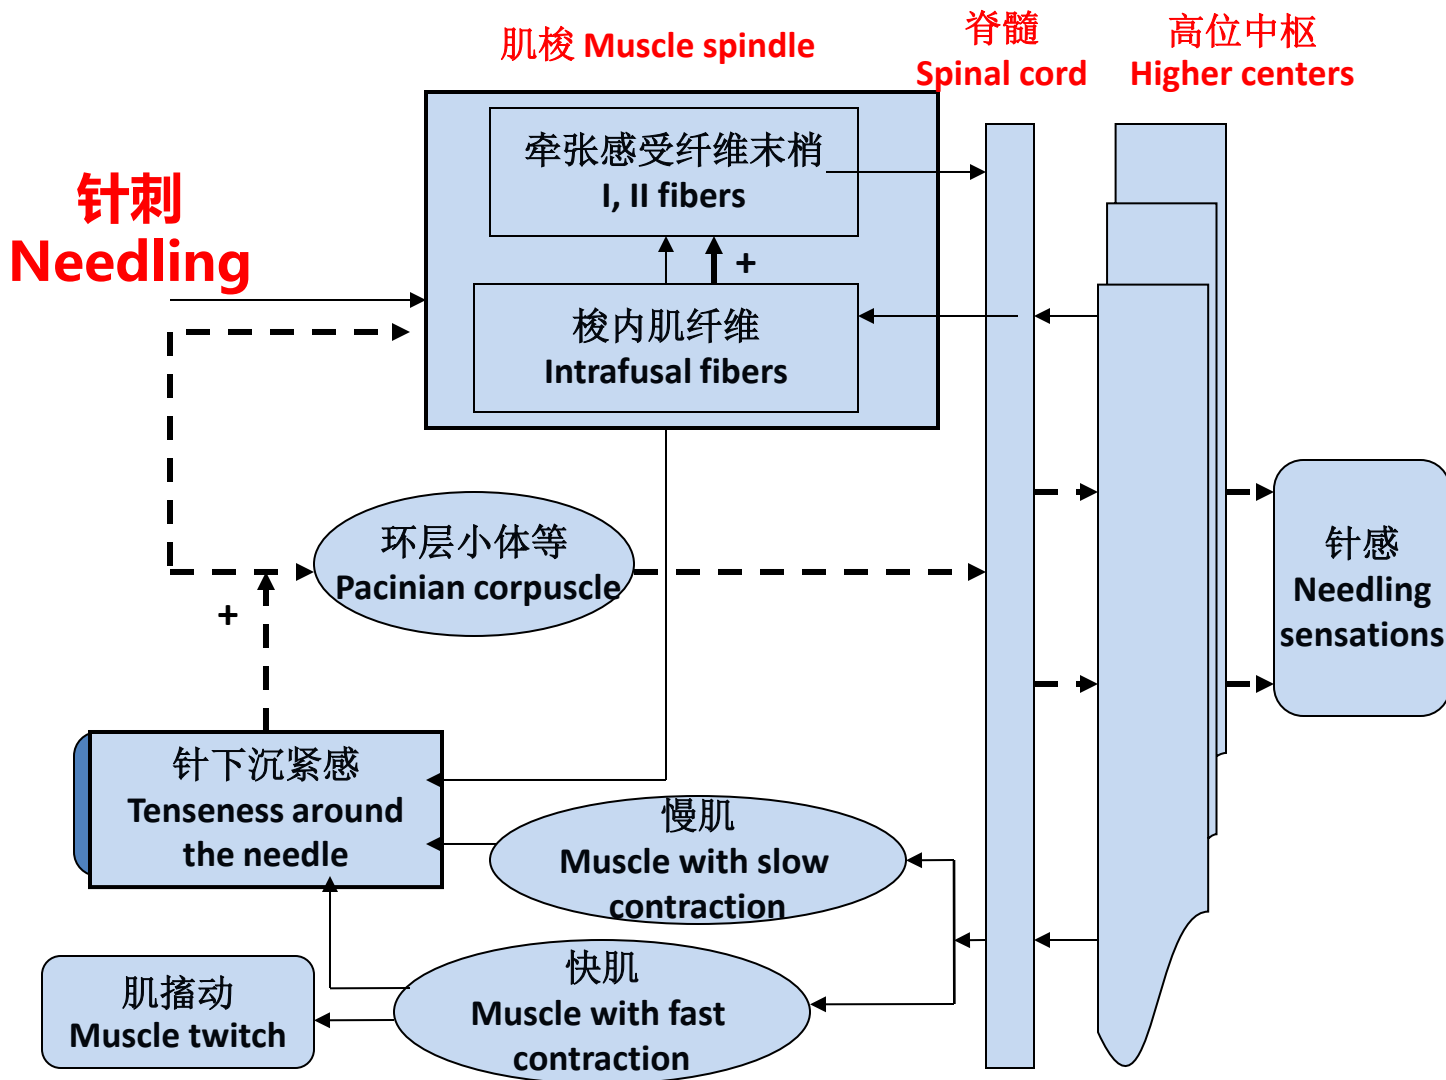 肌梭 Muscle spindle
脊髓
Spinal cord
高位中枢
Higher centers
针刺
Needling
牵张感受纤维末梢
I, II fibers
+
梭内肌纤维
Intrafusal fibers
环层小体等
Pacinian corpuscle
+
针感
Needling
sensations
针下沉紧感
Tenseness around
the needle
慢肌
Muscle with slow
contraction
快肌
Muscle with fast
contraction
肌搐动
Muscle twitch